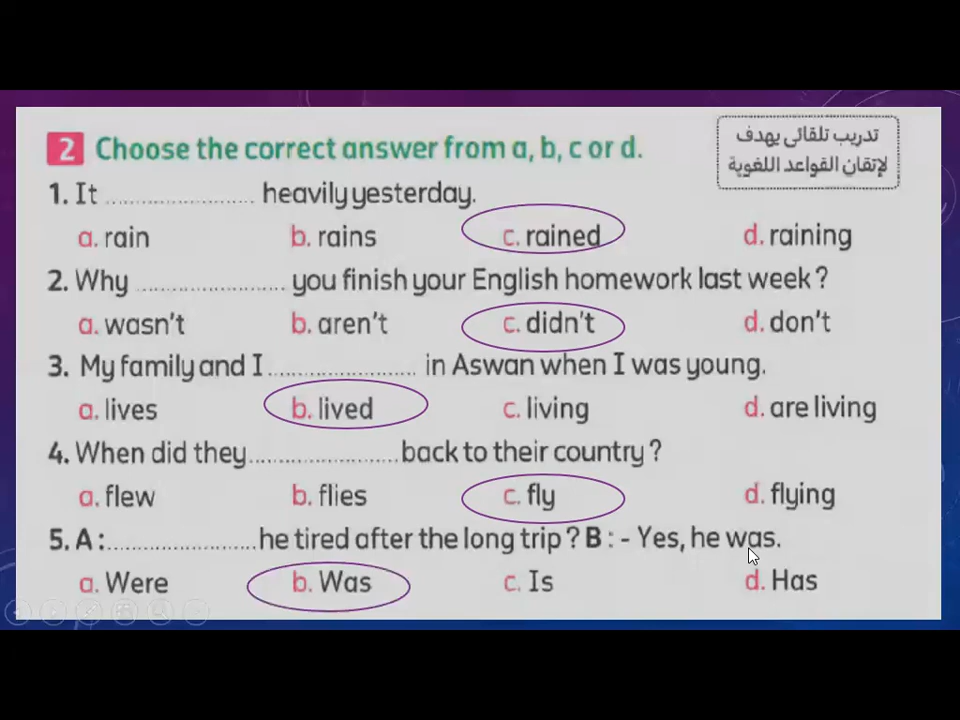 تدريب تلقائى يهدف
لإتقان القواعد اللغوية
2 Choose the correct answer from a, b, c or d.
1. It ........................ heavily yesterday.
a. rain b. rains c. rained d. raining
2. Why ........................ you finish your English homework last week ?
a. wasn't b. aren't c. didn't d. don't
3. My family and I ........................ in Aswan when I was young.
a. lives b. lived c. living d. are living
4. When did they ........................ back to their country ?
a. flew b. flies c. fly d. flying
5. A : ........................ he tired after the long trip ? B : - Yes, he was.
a. Were b. Was c. Is d. Has